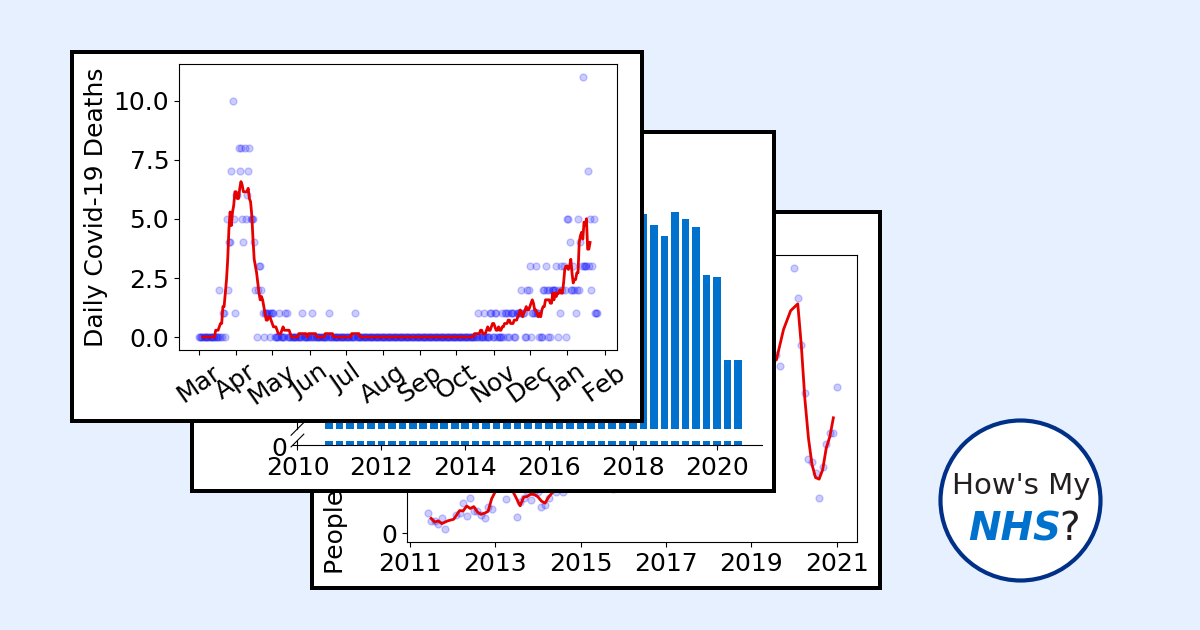 Daily Covid-19 Deaths
10.0
7.5
5.0
2.5
0.0
Mar Apr May Jun Jul Aug Sep Oct Nov Dec Jan Feb
0
2010 2012 2014 2016 2018 2020
People
0
2011 2013 2015 2017 2019 2021
How's My
NHS?